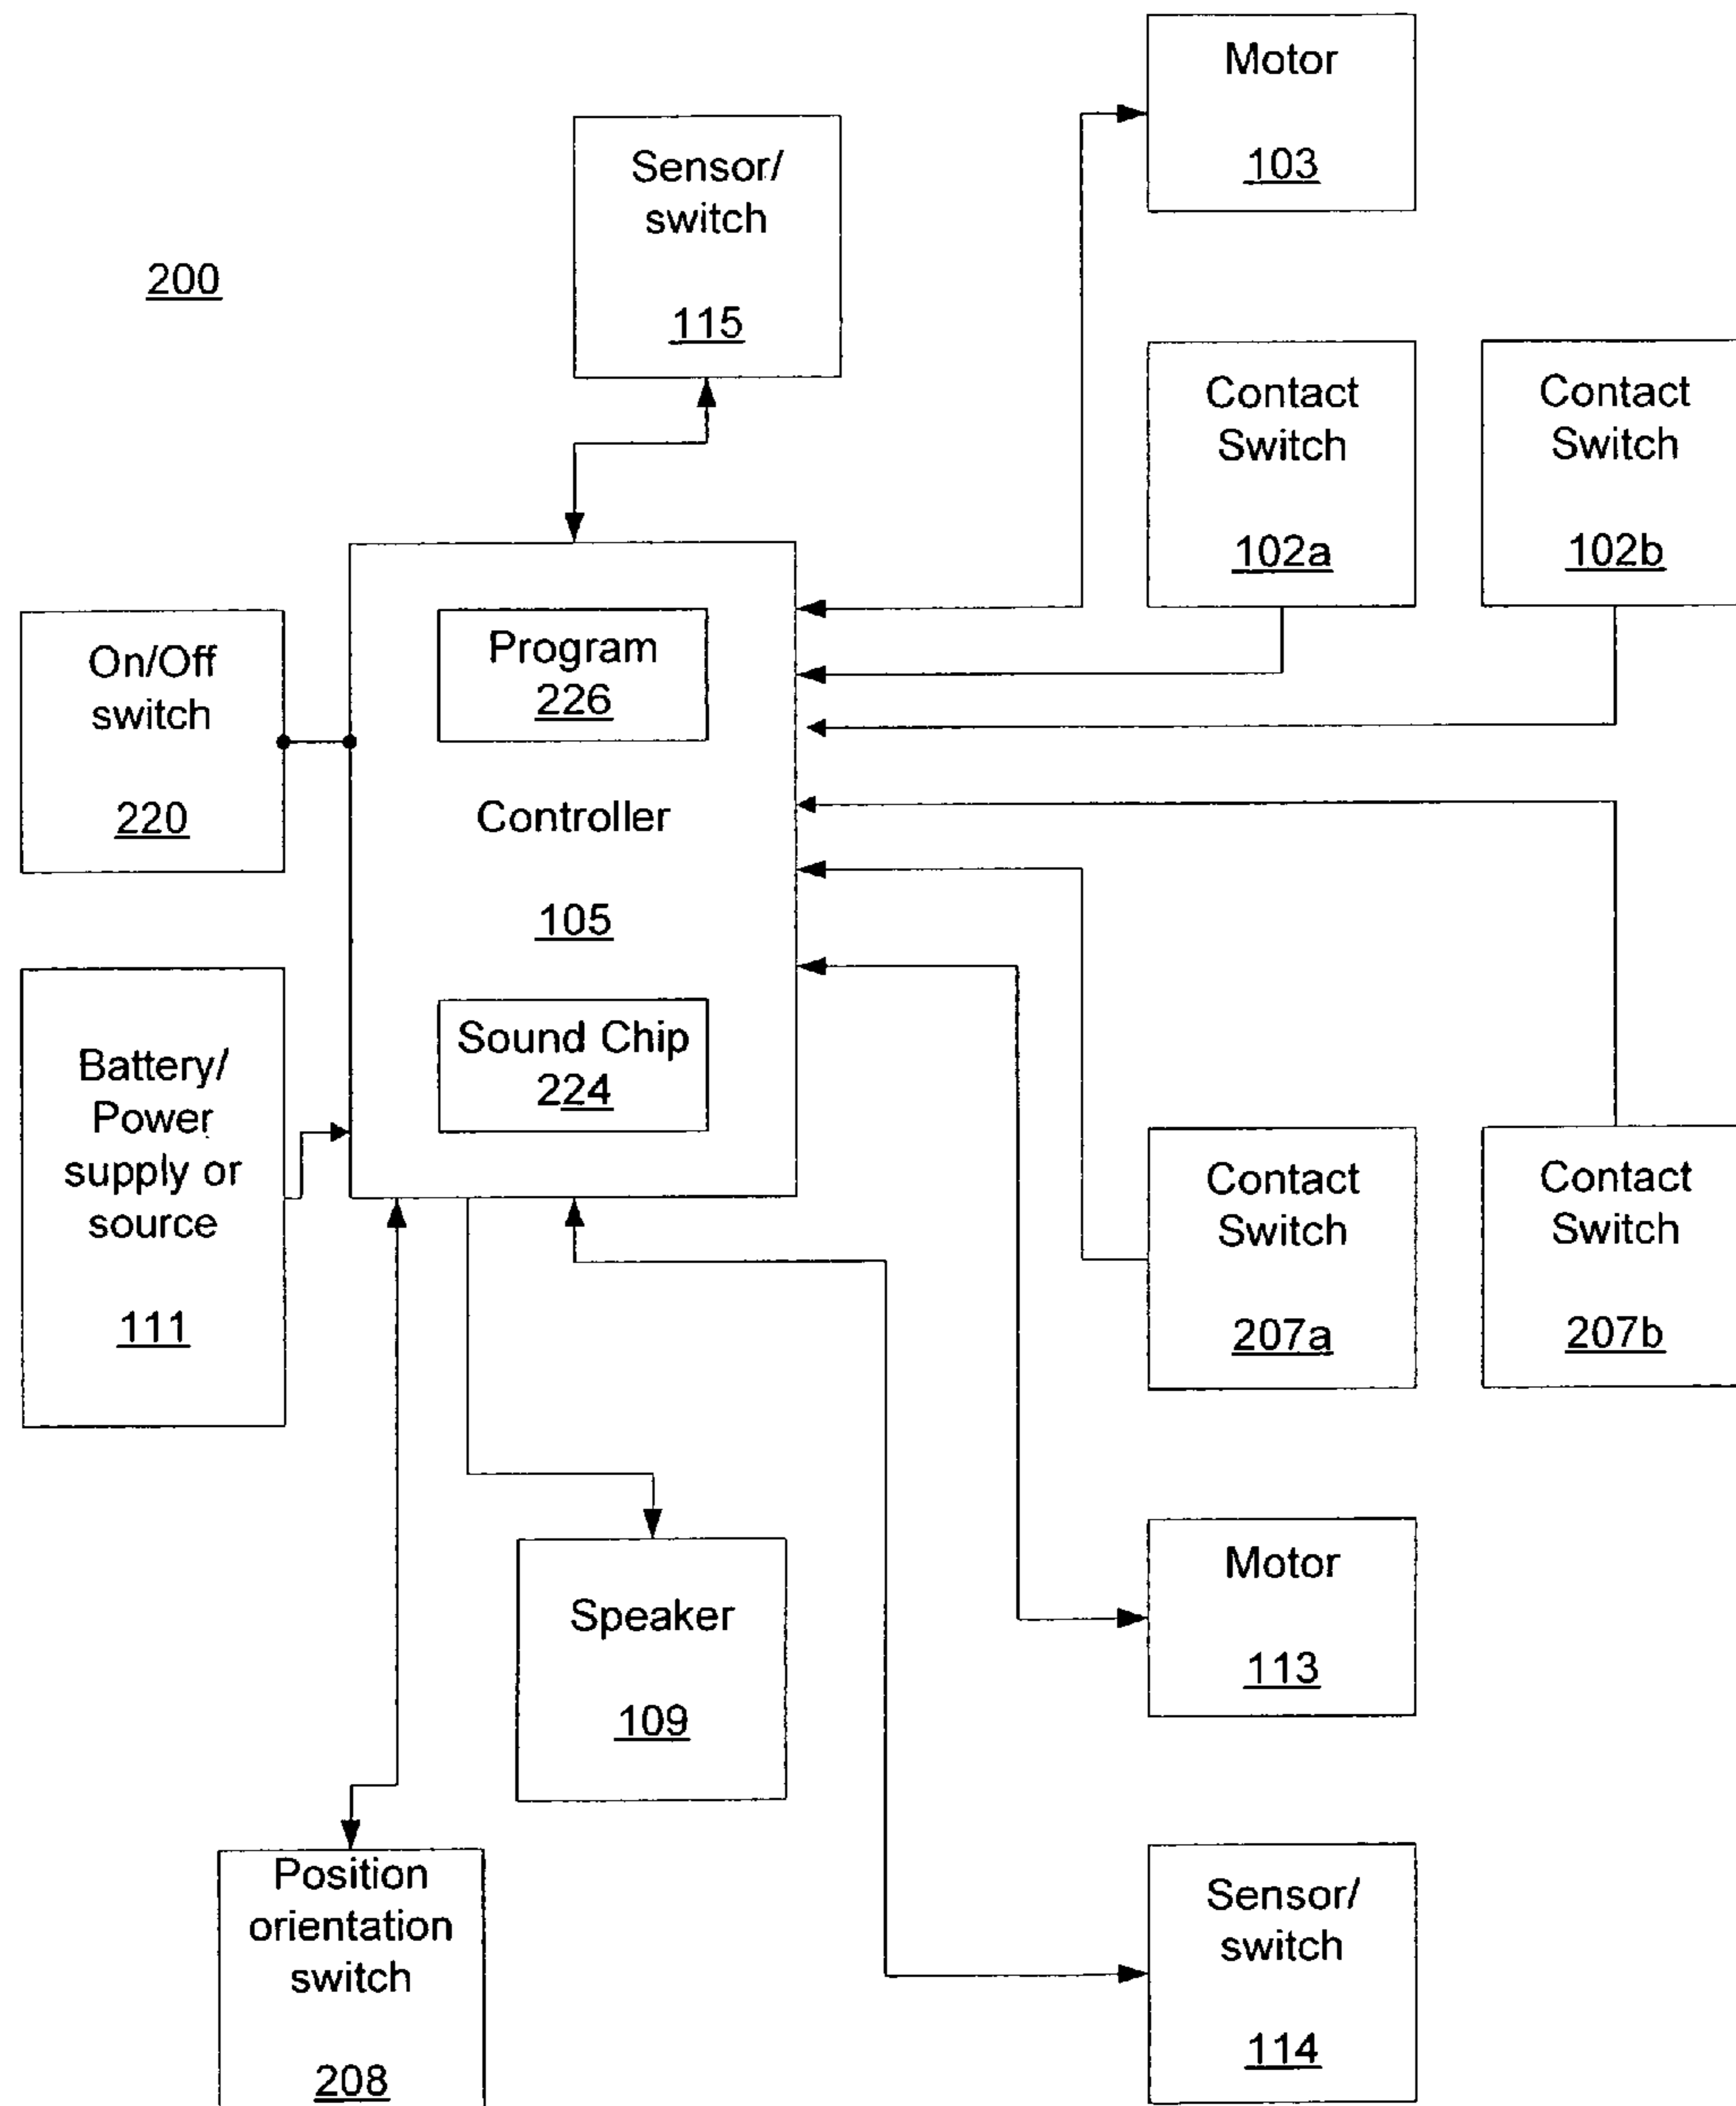 Motor
103
Sensor/
switch
115
200
Contact
Switch
102a
Contact
Switch
102b
On/Off
switch
220
Program
226
Controller
105
Sound Chip
224
Battery/
Power
supply or
source
111
Contact
Switch
207a
Contact
Switch
207b
Speaker
109
Motor
113
Position
orientation
switch
208
Sensor/
switch
114